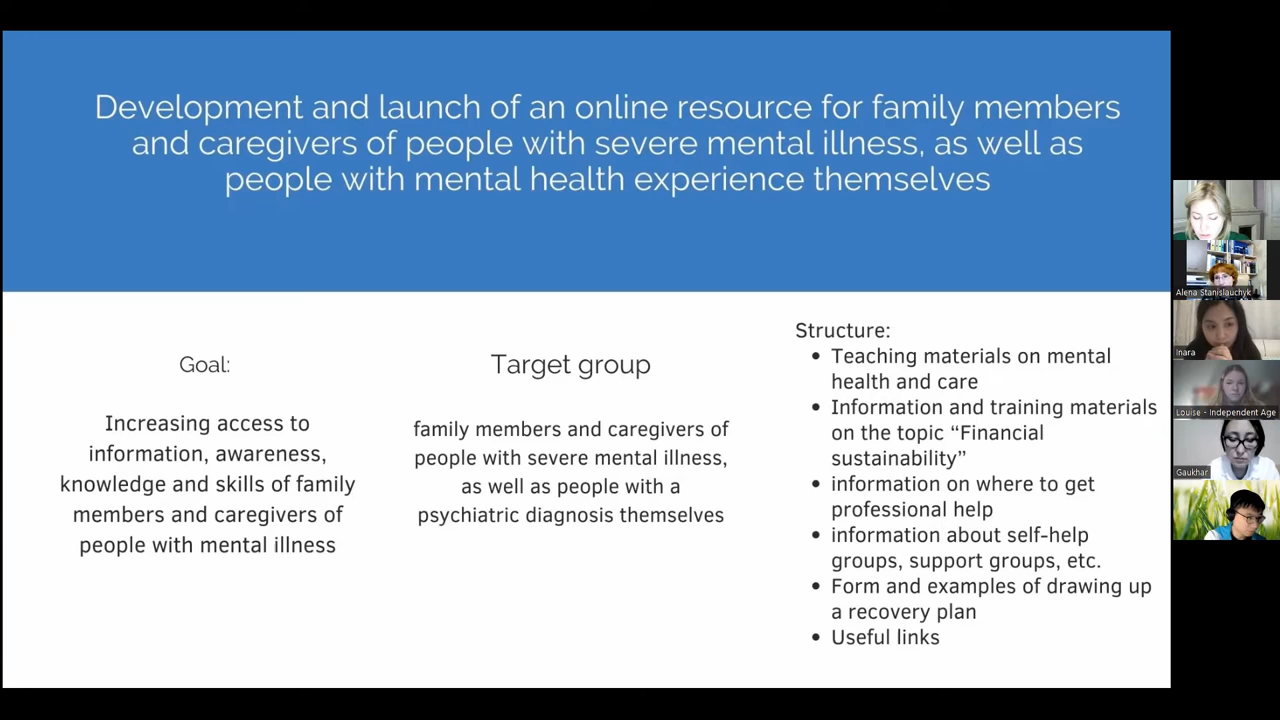 Development and launch of an online resource for family members
and caregivers of people with severe mental illness, as well as
people with mental health experience themselves
Goal:
Increasing access to
information, awareness,
knowledge and skills of family
members and caregivers of
people with mental illness
Target group
family members and caregivers of
people with severe mental illness,
as well as people with a
psychiatric diagnosis themselves
Structure:
• Teaching materials on mental
health and care
• Information and training materials
on the topic “Financial
sustainability”
• information on where to get
professional help
• information about self-help
groups, support groups, etc.
• Form and examples of drawing up
a recovery plan
• Useful links
Alena Stanislauchyk
Inara
Louise - Independent Age
Gaukhar